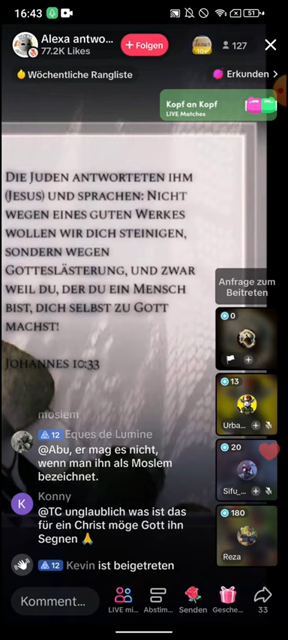 16:43
51
Alexa antwo...
77.2K Likes
+ Folgen
127
Wöchentliche Rangliste
Erkunden >
Kopf an Kopf
LIVE Matches
Die Juden antworteten ihm
(Jesus) und sprachen: Nicht
wegen eines guten Werkes
wollen wir dich steinigen,
sondern wegen
Gotteslästerung, und zwar
weil du, der du ein Mensch
bist, dich selbst zu Gott
machst!
Johannes 10:33
Anfrage zum
Beitreten
0
13
Urba...
20
Sifu_...
180
Reza
moslem
12 Eques de Lumine
@Abu, er mag es nicht,
wenn man ihn als Moslem
bezeichnet.
K Konny
@TC unglaublich was ist das
für ein Christ möge Gott ihn
Segnen 🙏
12 Kevin ist beigetreten
Komment...
LIVE mi...
Abstim...
Senden
Gesche...
33